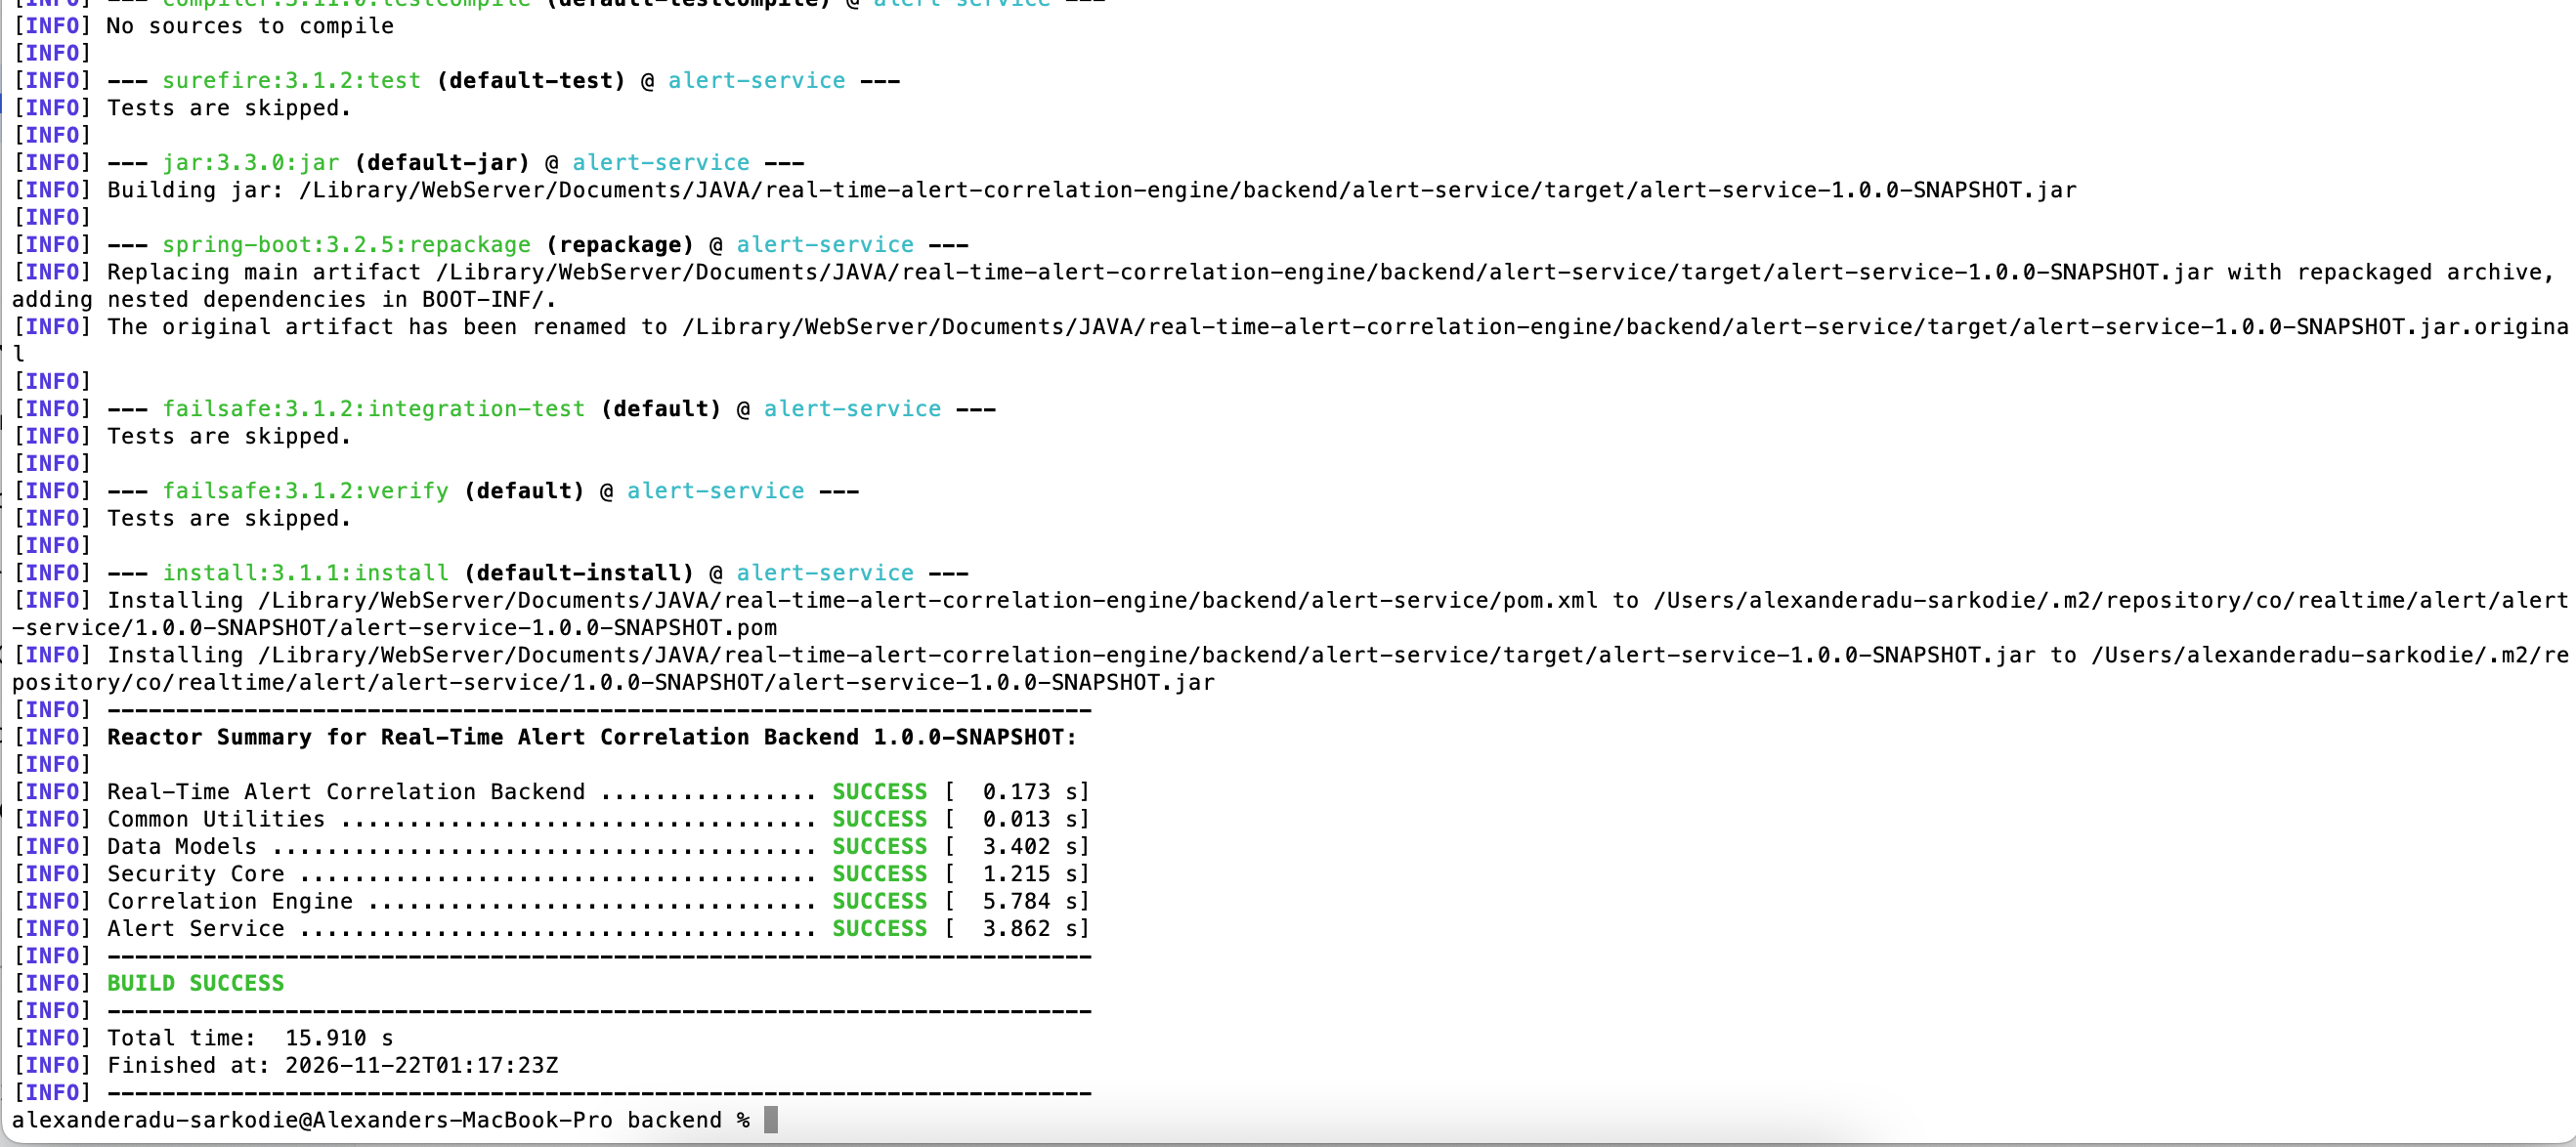 [INFO] --- compiler:3.11.0:testCompile (default-testCompile) @ alert-service ---
[INFO] No sources to compile
[INFO]
[INFO] --- surefire:3.1.2:test (default-test) @ alert-service ---
[INFO] Tests are skipped.
[INFO]
[INFO] --- jar:3.3.0:jar (default-jar) @ alert-service ---
[INFO] Building jar: /Library/WebServer/Documents/JAVA/real-time-alert-correlation-engine/backend/alert-service/target/alert-service-1.0.0-SNAPSHOT.jar
[INFO]
[INFO] --- spring-boot:3.2.5:repackage (repackage) @ alert-service ---
[INFO] Replacing main artifact /Library/WebServer/Documents/JAVA/real-time-alert-correlation-engine/backend/alert-service/target/alert-service-1.0.0-SNAPSHOT.jar with repackaged archive,
adding nested dependencies in BOOT-INF/.
[INFO] The original artifact has been renamed to /Library/WebServer/Documents/JAVA/real-time-alert-correlation-engine/backend/alert-service/target/alert-service-1.0.0-SNAPSHOT.jar.origina
l
[INFO]
[INFO] --- failsafe:3.1.2:integration-test (default) @ alert-service ---
[INFO] Tests are skipped.
[INFO]
[INFO] --- failsafe:3.1.2:verify (default) @ alert-service ---
[INFO] Tests are skipped.
[INFO]
[INFO] --- install:3.1.1:install (default-install) @ alert-service ---
[INFO] Installing /Library/WebServer/Documents/JAVA/real-time-alert-correlation-engine/backend/alert-service/pom.xml to /Users/alexanderadu-sarkodie/.m2/repository/co/realtime/alert/alert
-service/1.0.0-SNAPSHOT/alert-service-1.0.0-SNAPSHOT.pom
[INFO] Installing /Library/WebServer/Documents/JAVA/real-time-alert-correlation-engine/backend/alert-service/target/alert-service-1.0.0-SNAPSHOT.jar to /Users/alexanderadu-sarkodie/.m2/re
pository/co/realtime/alert/alert-service/1.0.0-SNAPSHOT/alert-service-1.0.0-SNAPSHOT.jar
[INFO] ------------------------------------------------------------------------
[INFO] Reactor Summary for Real-Time Alert Correlation Backend 1.0.0-SNAPSHOT:
[INFO]
[INFO] Real-Time Alert Correlation Backend ................ SUCCESS [  0.173 s]
[INFO] Common Utilities ................................... SUCCESS [  0.013 s]
[INFO] Data Models ........................................ SUCCESS [  3.402 s]
[INFO] Security Core ...................................... SUCCESS [  1.215 s]
[INFO] Correlation Engine ................................. SUCCESS [  5.784 s]
[INFO] Alert Service ...................................... SUCCESS [  3.862 s]
[INFO] ------------------------------------------------------------------------
[INFO] BUILD SUCCESS
[INFO] ------------------------------------------------------------------------
[INFO] Total time:  15.910 s
[INFO] Finished at: 2026-11-22T01:17:23Z
[INFO] ------------------------------------------------------------------------
alexanderadu-sarkodie@Alexanders-MacBook-Pro backend %